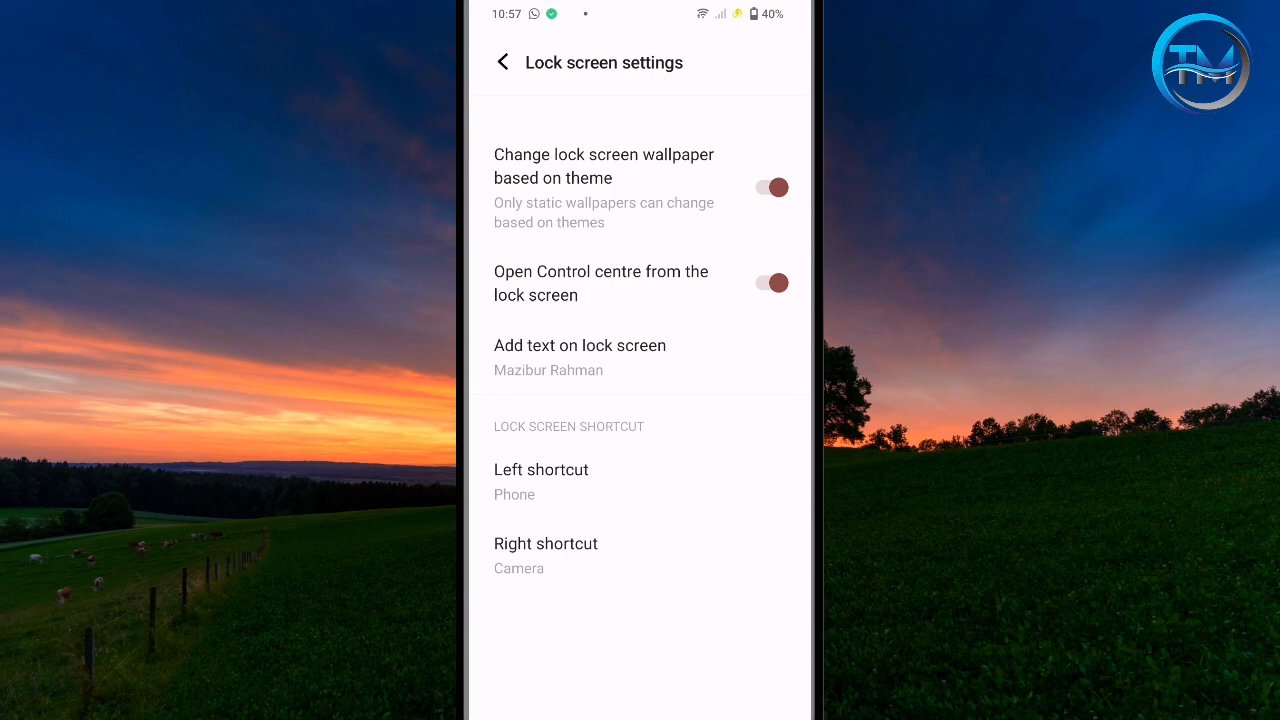 10:57
40%
TM
Lock screen settings
Change lock screen wallpaper
based on theme
Only static wallpapers can change
based on themes
Open Control centre from the
lock screen
Add text on lock screen
Mazibur Rahman
LOCK SCREEN SHORTCUT
Left shortcut
Phone
Right shortcut
Camera